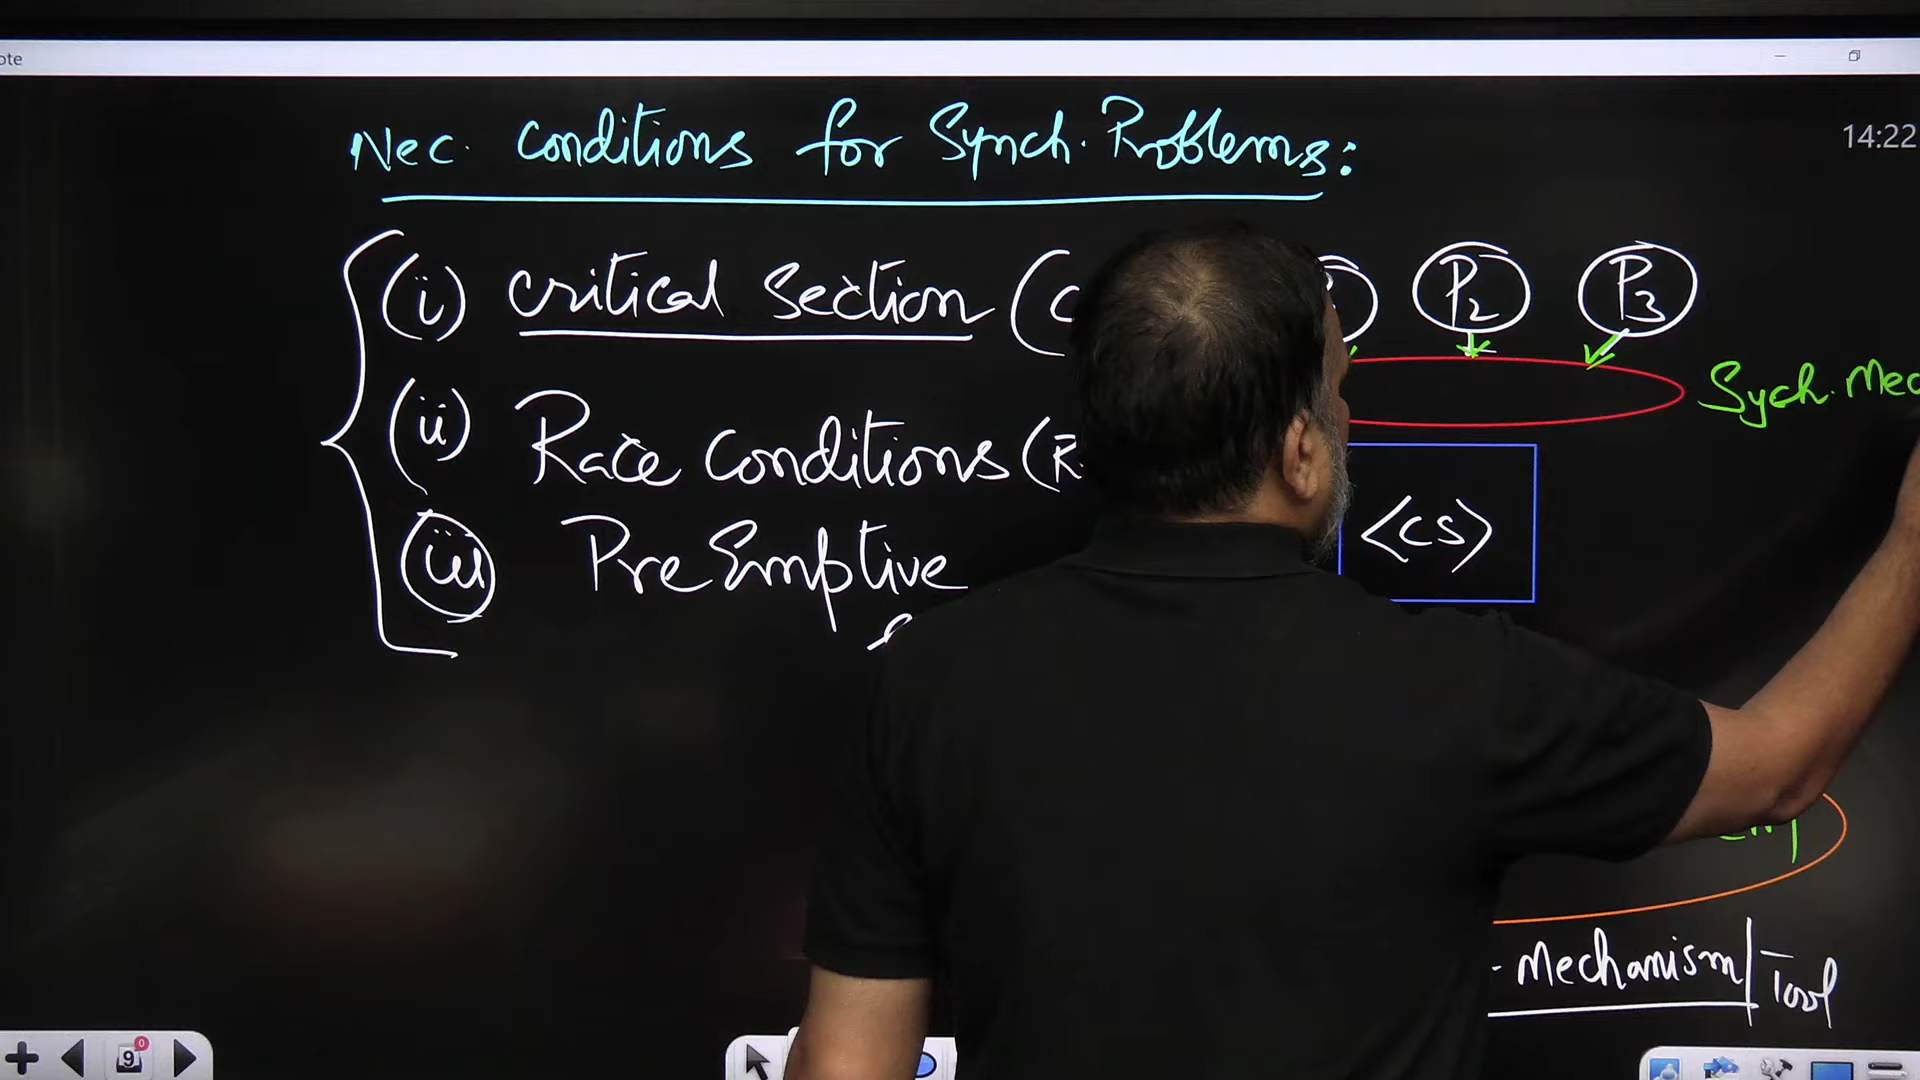 ote
14:22
Nec. Conditions for Synch. Problems:
(i) Critical Section (C
P2 P3
Sych. Mec
(ii) Race Conditions (R.
<CS>
(iii) PreEmptive
- Mechanism/Tool
9
0